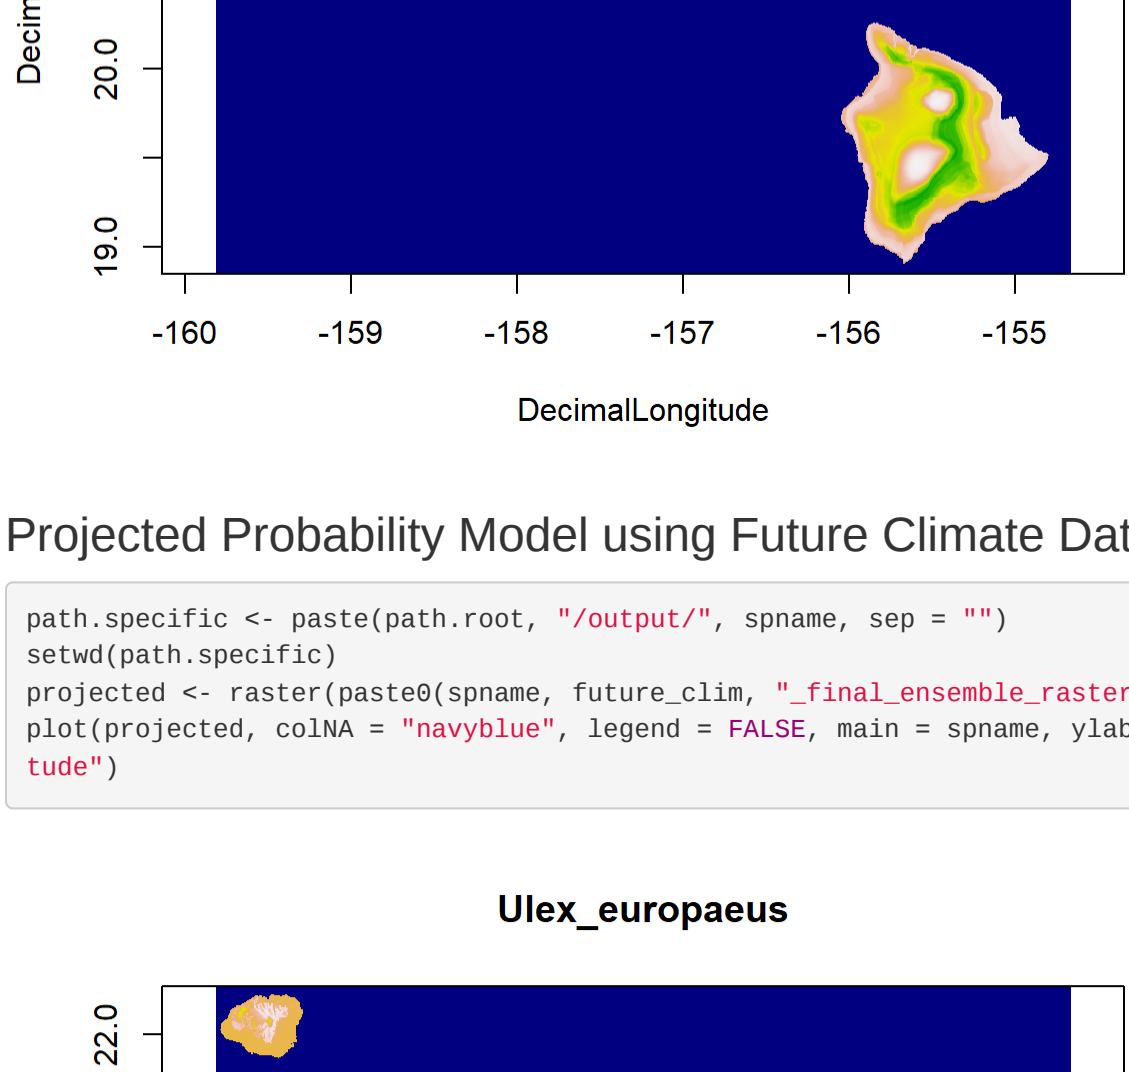 Decim
20.0
19.0
-160 -159 -158 -157 -156 -155
DecimalLongitude
Projected Probability Model using Future Climate Dat
path.specific <- paste(path.root, "/output/", spname, sep = "")
setwd(path.specific)
projected <- raster(paste0(spname, future_clim, "_final_ensemble_raster
plot(projected, colNA = "navyblue", legend = FALSE, main = spname, ylab
tude")
Ulex_europaeus
22.0